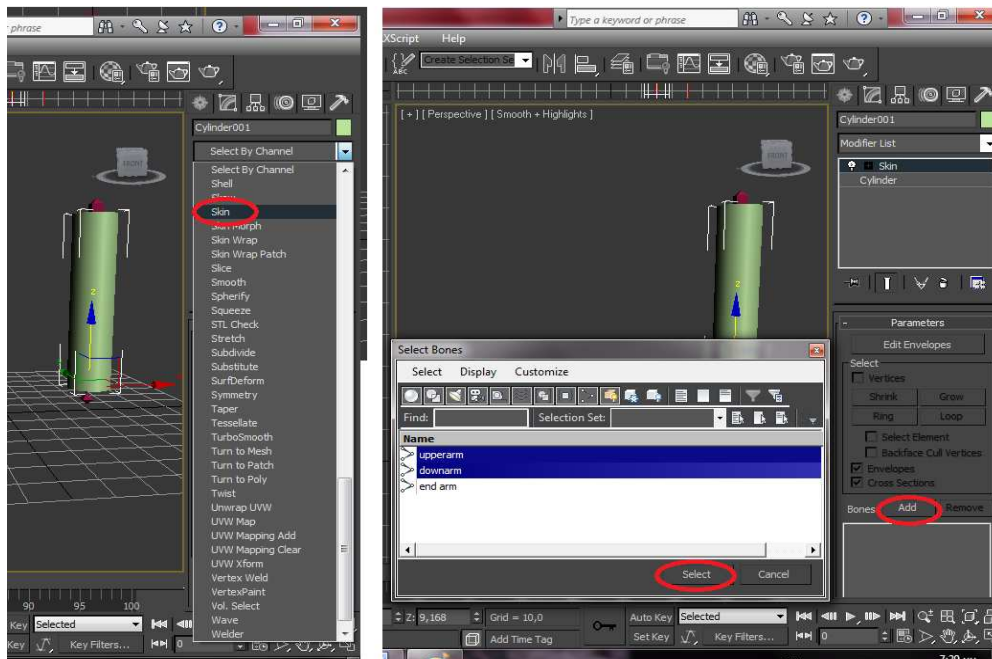 phrase
Cylinder001
Select By Channel
Select By Channel
Shell
Skew
Skin
Skin Morph
Skin Wrap
Skin Wrap Patch
Slice
Smooth
Spherify
Squeeze
STL Check
Stretch
Subdivide
Substitute
SurfDeform
Symmetry
Taper
Tessellate
TurboSmooth
Turn to Mesh
Turn to Patch
Turn to Poly
Twist
Unwrap UVW
UVW Map
UVW Mapping Add
UVW Mapping Clear
UVW Xform
Vertex Weld
VertexPaint
Vol. Select
Wave
Welder
FRONT
z
90 95 100
Key Selected
Key Key Filters...
0
Type a keyword or phrase
XScript Help
ABC Create Selection Se
[ + ] [ Perspective ] [ Smooth + Highlights ]
FRONT
z
Cylinder001
Modifier List
Skin
Cylinder
Parameters
Edit Envelopes
Select
Vertices
Shrink Grow
Ring Loop
Select Element
Backface Cull Vertices
Envelopes
Cross Sections
Bones: Add Remove
Select Bones
Select Display Customize
Find: Selection Set:
Name
upperarm
downarm
end arm
Select Cancel
Z: 9,168 Grid = 10,0 Auto Key Selected
Add Time Tag Set Key Key Filters... 0